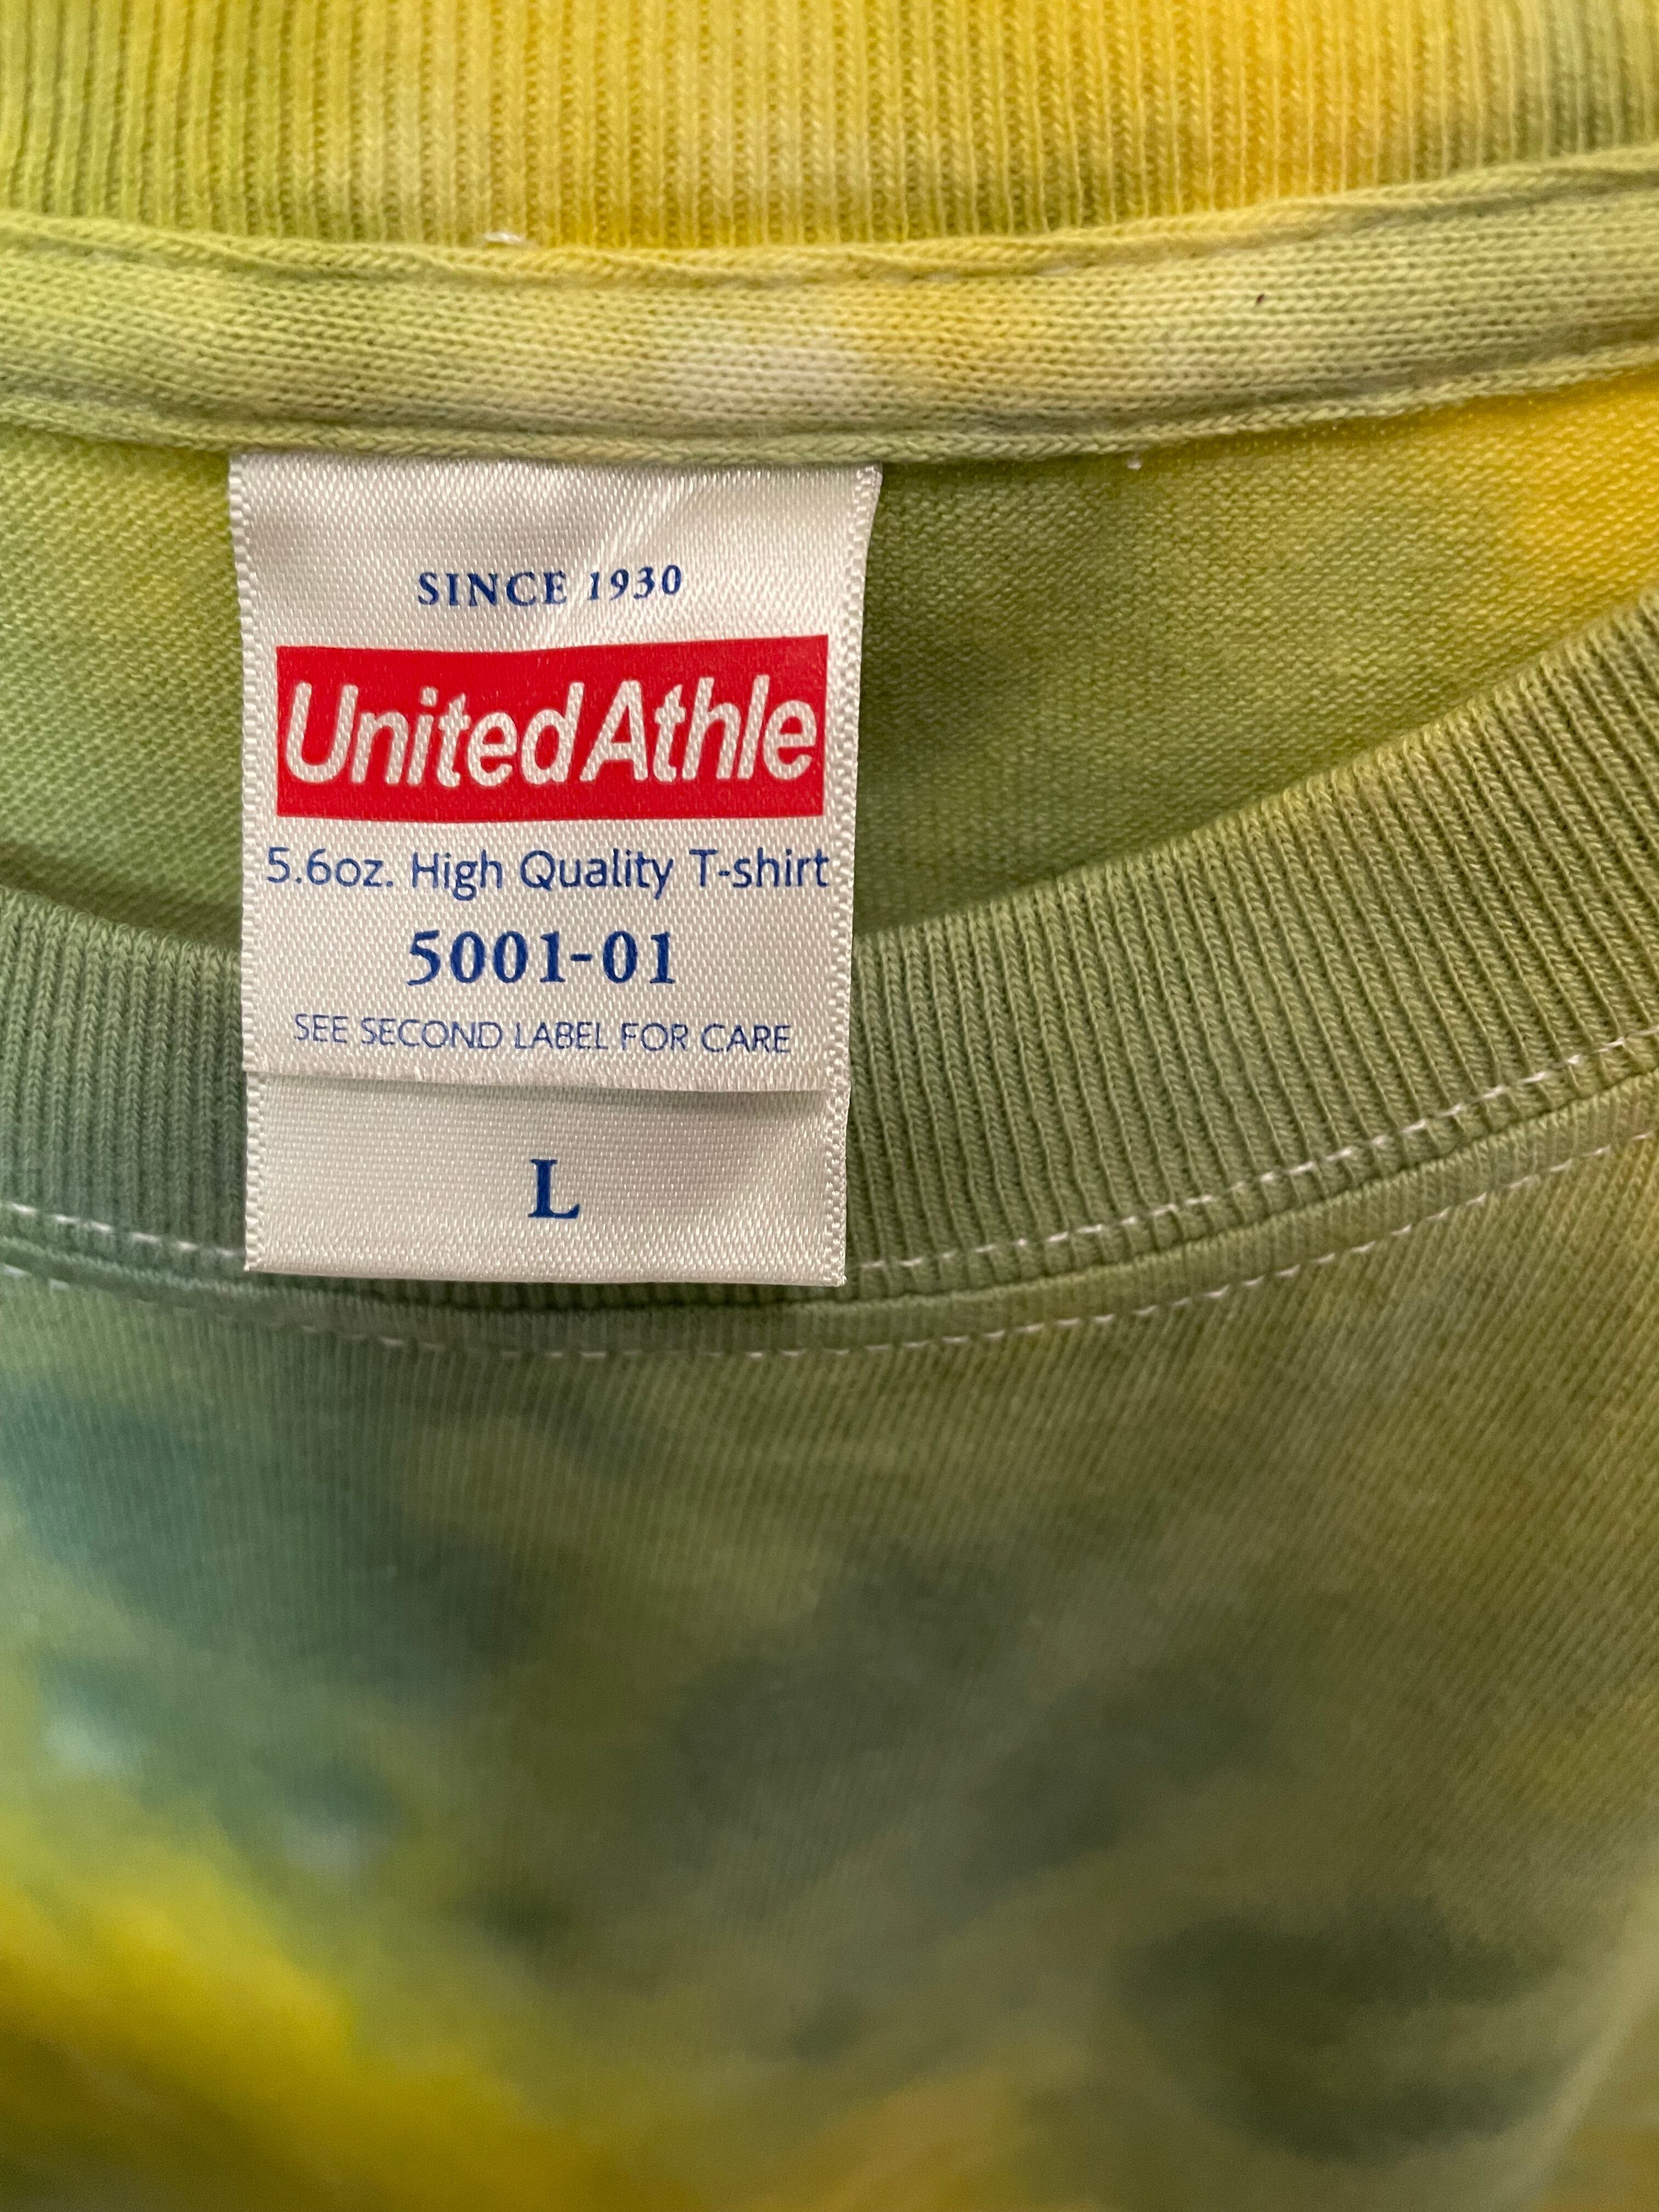 SINCE 1930
UnitedAthle
5.6oz. High Quality T-shirt
5001-01
SEE SECOND LABEL FOR CARE
L